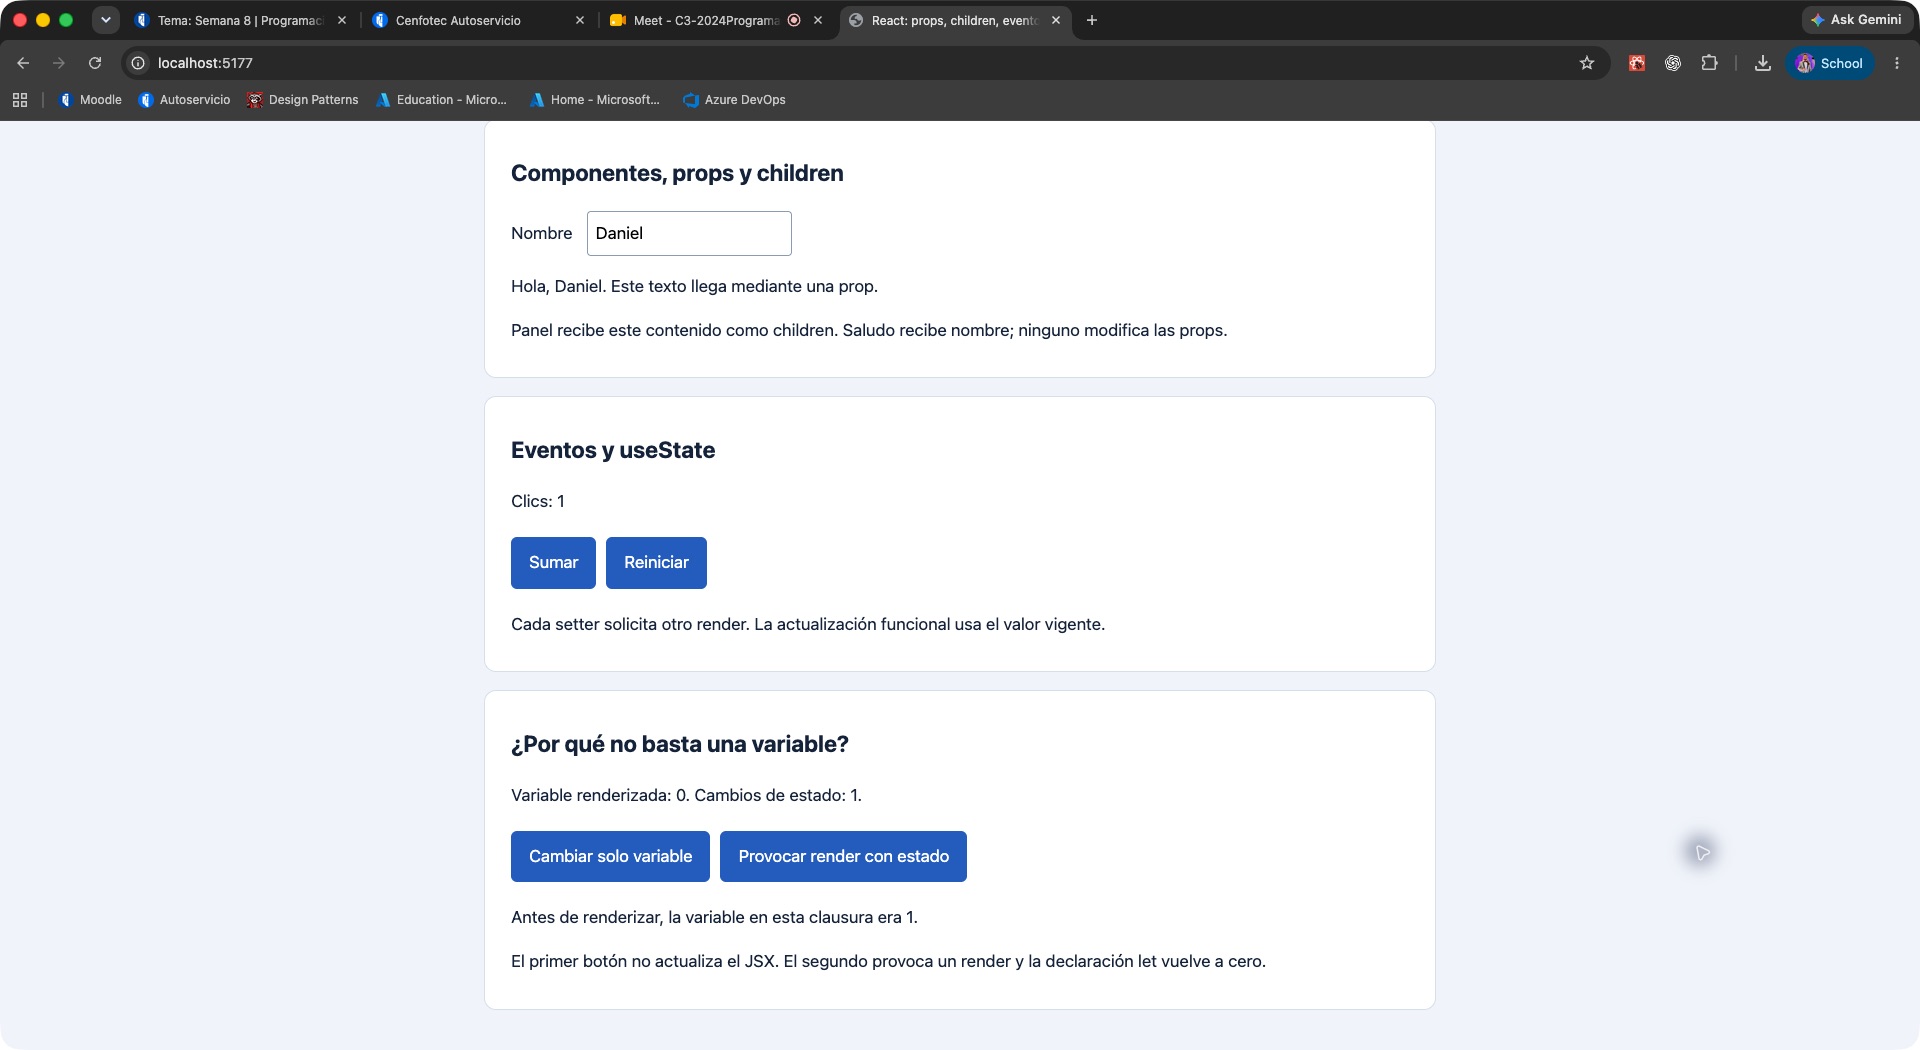 Tema: Semana 8 | Programaci
Cenfotec Autoservicio
Meet - C3-2024Programa
React: props, children, evento
Ask Gemini
localhost:5177
School
Moodle
Autoservicio
Design Patterns
Education - Micro...
Home - Microsoft...
Azure DevOps
Componentes, props y children
Nombre Daniel
Hola, Daniel. Este texto llega mediante una prop.
Panel recibe este contenido como children. Saludo recibe nombre; ninguno modifica las props.
Eventos y useState
Clics: 1
Sumar Reiniciar
Cada setter solicita otro render. La actualización funcional usa el valor vigente.
¿Por qué no basta una variable?
Variable renderizada: 0. Cambios de estado: 1.
Cambiar solo variable Provocar render con estado
Antes de renderizar, la variable en esta clausura era 1.
El primer botón no actualiza el JSX. El segundo provoca un render y la declaración let vuelve a cero.